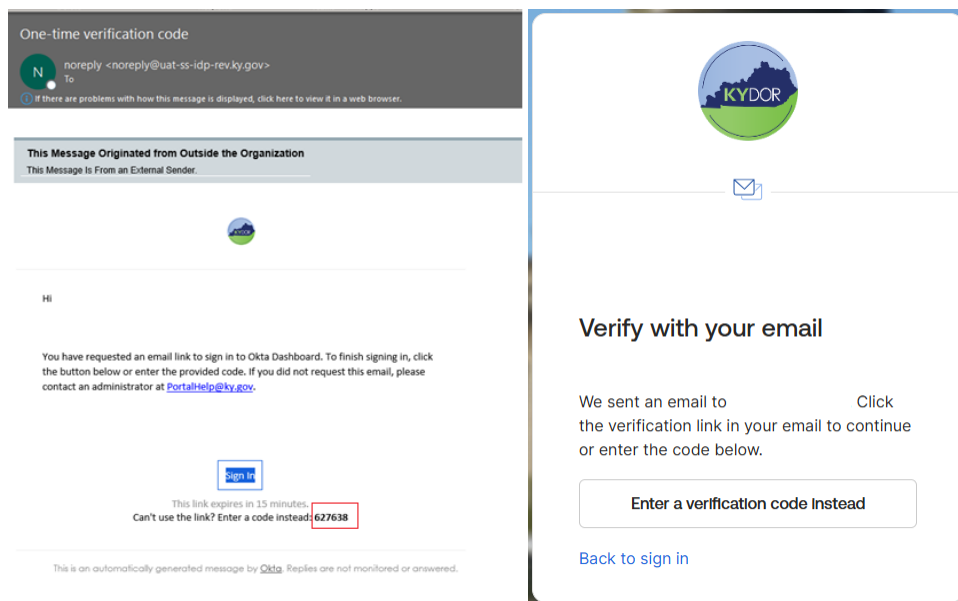 One-time verification code
N
noreply <noreply@uat-ss-idp-rev.ky.gov>
To
If there are problems with how this message is displayed, click here to view it in a web browser.
This Message Originated from Outside the Organization
This Message Is From an External Sender.
KYDOR
Hi
You have requested an email link to sign in to Okta Dashboard. To finish signing in, click
the button below or enter the provided code. If you did not request this email, please
contact an administrator at PortalHelp@ky.gov.
Sign In
This link expires in 15 minutes.
Can't use the link? Enter a code instead: 627638
This is an automatically generated message by Okta. Replies are not monitored or answered.
KYDOR
Verify with your email
We sent an email to Click
the verification link in your email to continue
or enter the code below.
Enter a verification code instead
Back to sign in